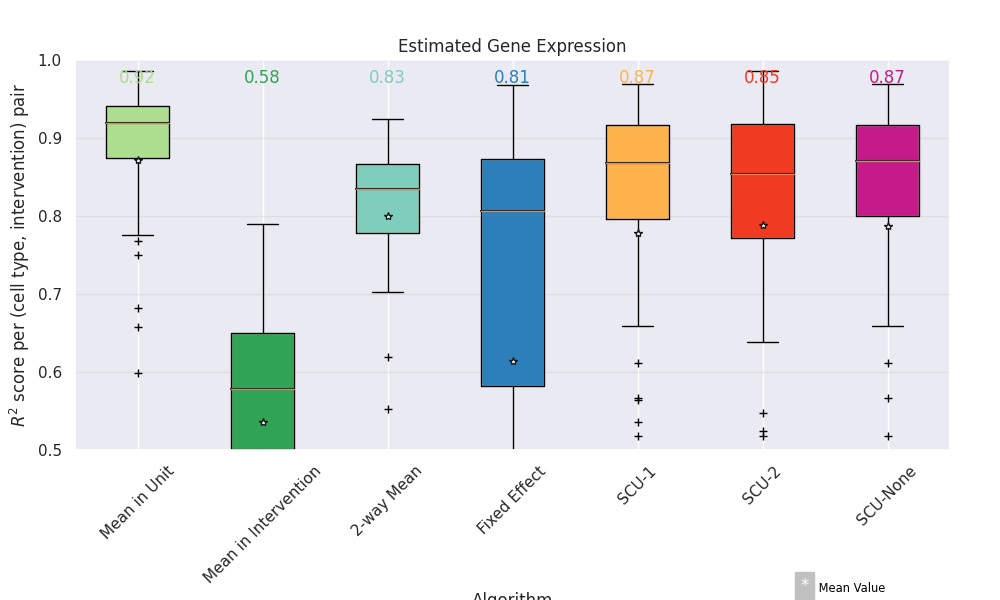 Estimated Gene Expression
R² score per (cell type, intervention) pair
1.0
0.9
0.8
0.7
0.6
0.5
0.92 0.58 0.83 0.81 0.87 0.85 0.87
Mean in Unit
Mean in Intervention
2-way Mean
Fixed Effect
SCU-1
SCU-2
SCU-None
Algorithm
* Mean Value